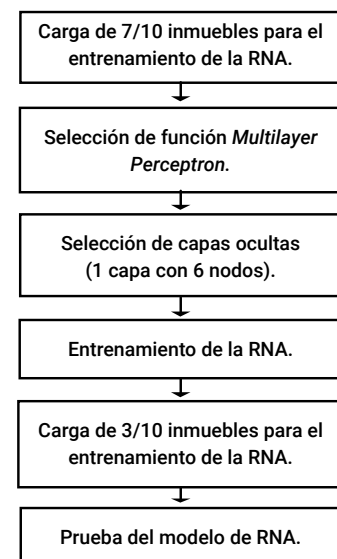 Carga de 7/10 inmuebles para el
entrenamiento de la RNA.
Selección de función Multilayer
Perceptron.
Selección de capas ocultas
(1 capa con 6 nodos).
Entrenamiento de la RNA.
Carga de 3/10 inmuebles para el
entrenamiento de la RNA.
Prueba del modelo de RNA.